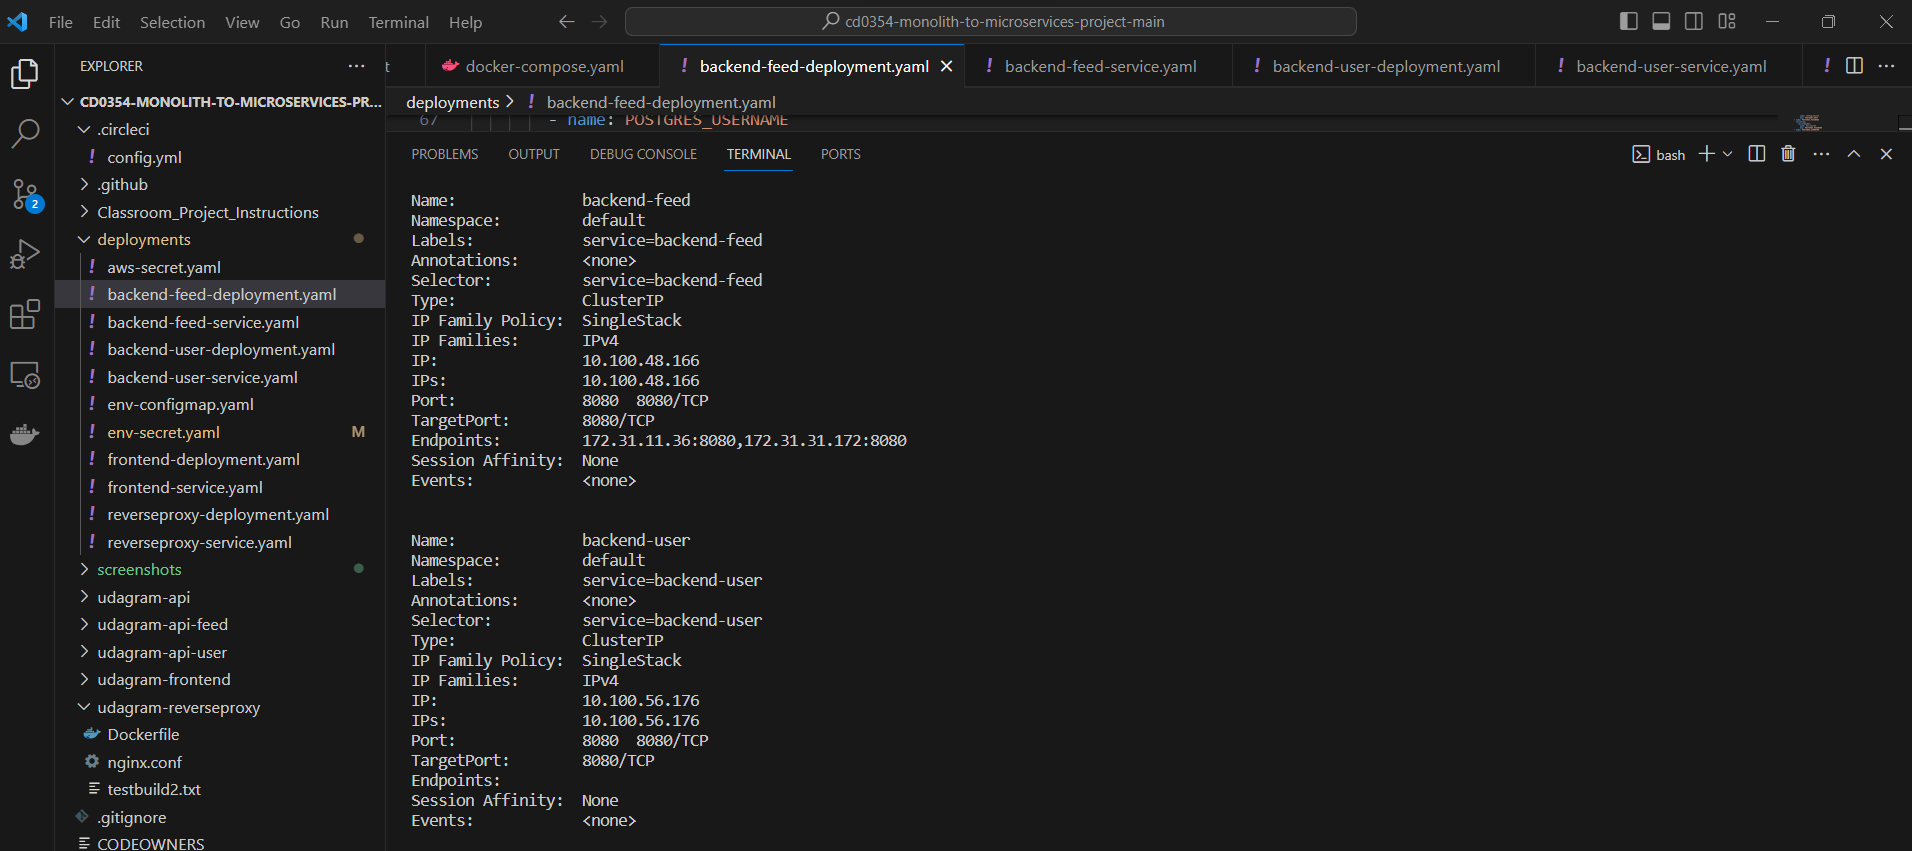 File Edit Selection View Go Run Terminal Help
cd0354-monolith-to-microservices-project-main
EXPLORER
CD0354-MONOLITH-TO-MICROSERVICES-PR...
.circleci
config.yml
.github
Classroom_Project_Instructions
deployments
aws-secret.yaml
backend-feed-deployment.yaml
backend-feed-service.yaml
backend-user-deployment.yaml
backend-user-service.yaml
env-configmap.yaml
env-secret.yaml M
frontend-deployment.yaml
frontend-service.yaml
reverseproxy-deployment.yaml
reverseproxy-service.yaml
screenshots
udagram-api
udagram-api-feed
udagram-api-user
udagram-frontend
udagram-reverseproxy
Dockerfile
nginx.conf
testbuild2.txt
.gitignore
CODEOWNERS
2
t docker-compose.yaml ! backend-feed-deployment.yaml ! backend-feed-service.yaml ! backend-user-deployment.yaml ! backend-user-service.yaml !
deployments > ! backend-feed-deployment.yaml
67 - name: POSTGRES_USERNAME
PROBLEMS OUTPUT DEBUG CONSOLE TERMINAL PORTS bash
Name: backend-feed
Namespace: default
Labels: service=backend-feed
Annotations: <none>
Selector: service=backend-feed
Type: ClusterIP
IP Family Policy: SingleStack
IP Families: IPv4
IP: 10.100.48.166
IPs: 10.100.48.166
Port: 8080 8080/TCP
TargetPort: 8080/TCP
Endpoints: 172.31.11.36:8080,172.31.31.172:8080
Session Affinity: None
Events: <none>
Name: backend-user
Namespace: default
Labels: service=backend-user
Annotations: <none>
Selector: service=backend-user
Type: ClusterIP
IP Family Policy: SingleStack
IP Families: IPv4
IP: 10.100.56.176
IPs: 10.100.56.176
Port: 8080 8080/TCP
TargetPort: 8080/TCP
Endpoints:
Session Affinity: None
Events: <none>